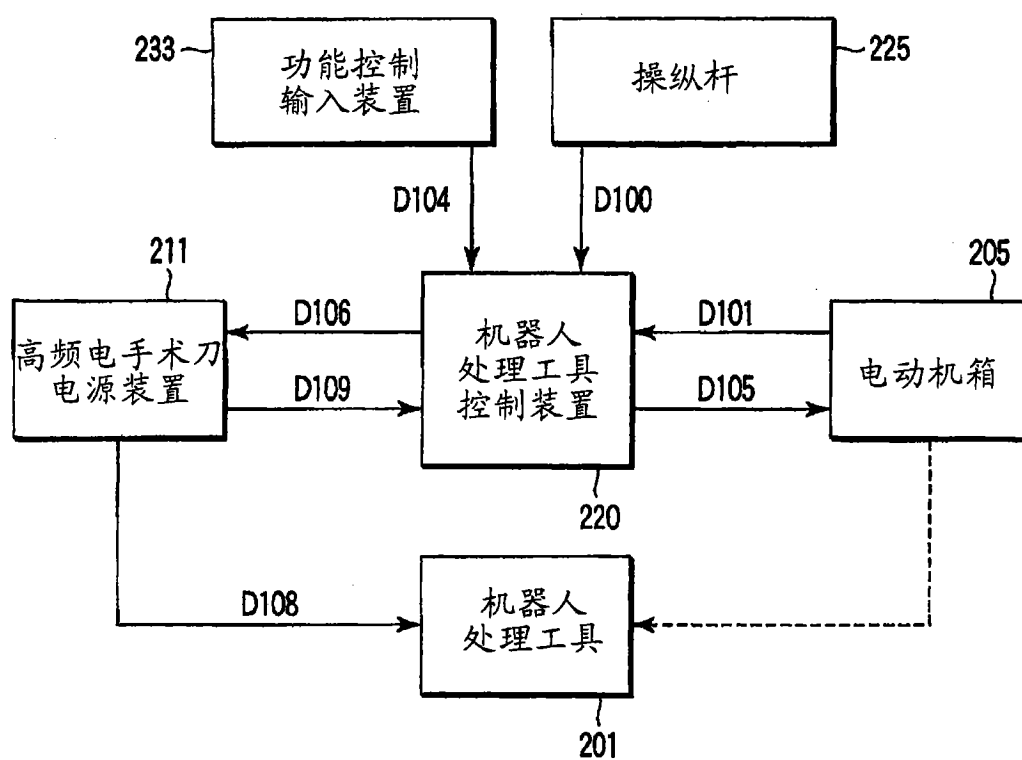 233
功能控制
输入装置
操纵杆
225
D104
D100
211
205
高频电手术刀
电源装置
D106
D109
机器人
处理工具
控制装置
D101
D105
电动机箱
220
D108
机器人
处理工具
201